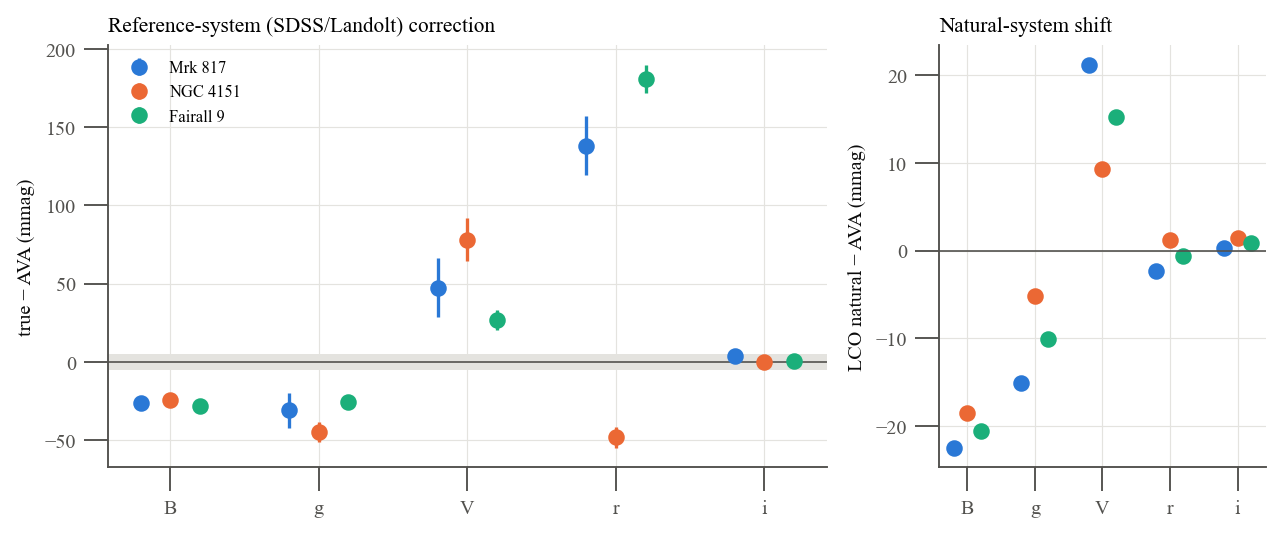 Reference-system (SDSS/Landolt) correction
true − AVA (mmag)
200
150
100
50
0
−50
Mrk 817
NGC 4151
Fairall 9
B g V r i
Natural-system shift
LCO natural − AVA (mmag)
20
10
0
−10
−20
B g V r i